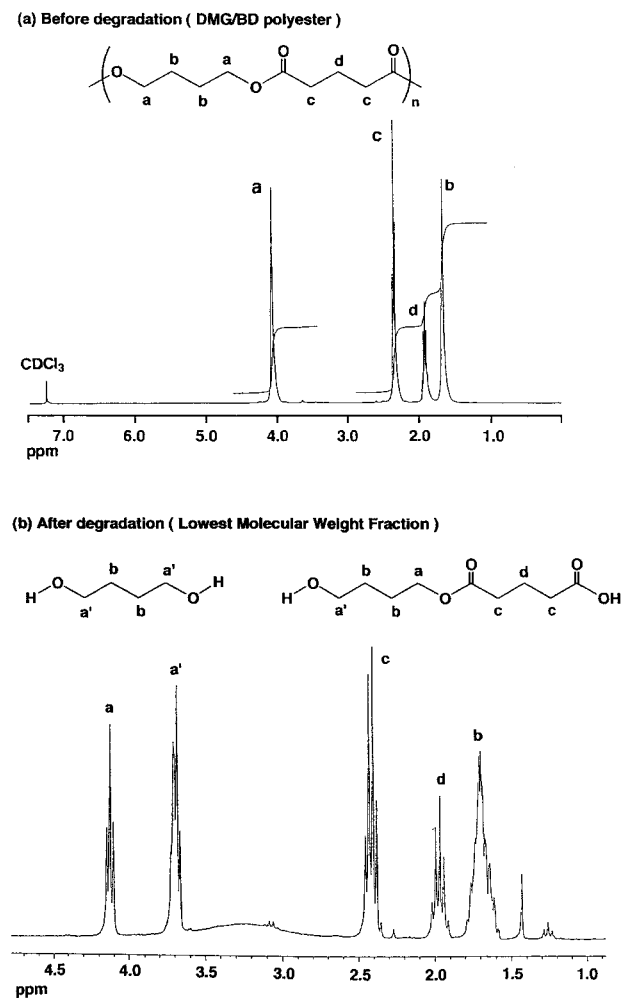 (a) Before degradation ( DMG/BD polyester )
O b a O d O
O
a b c c n
c
a b
d
CDCl3
7.0 6.0 5.0 4.0 3.0 2.0 1.0
ppm
(b) After degradation ( Lowest Molecular Weight Fraction )
b a' H b a O d O
H O O H O O OH
a' b a' b c c
c
a'
a b
d
4.5 4.0 3.5 3.0 2.5 2.0 1.5 1.0
ppm